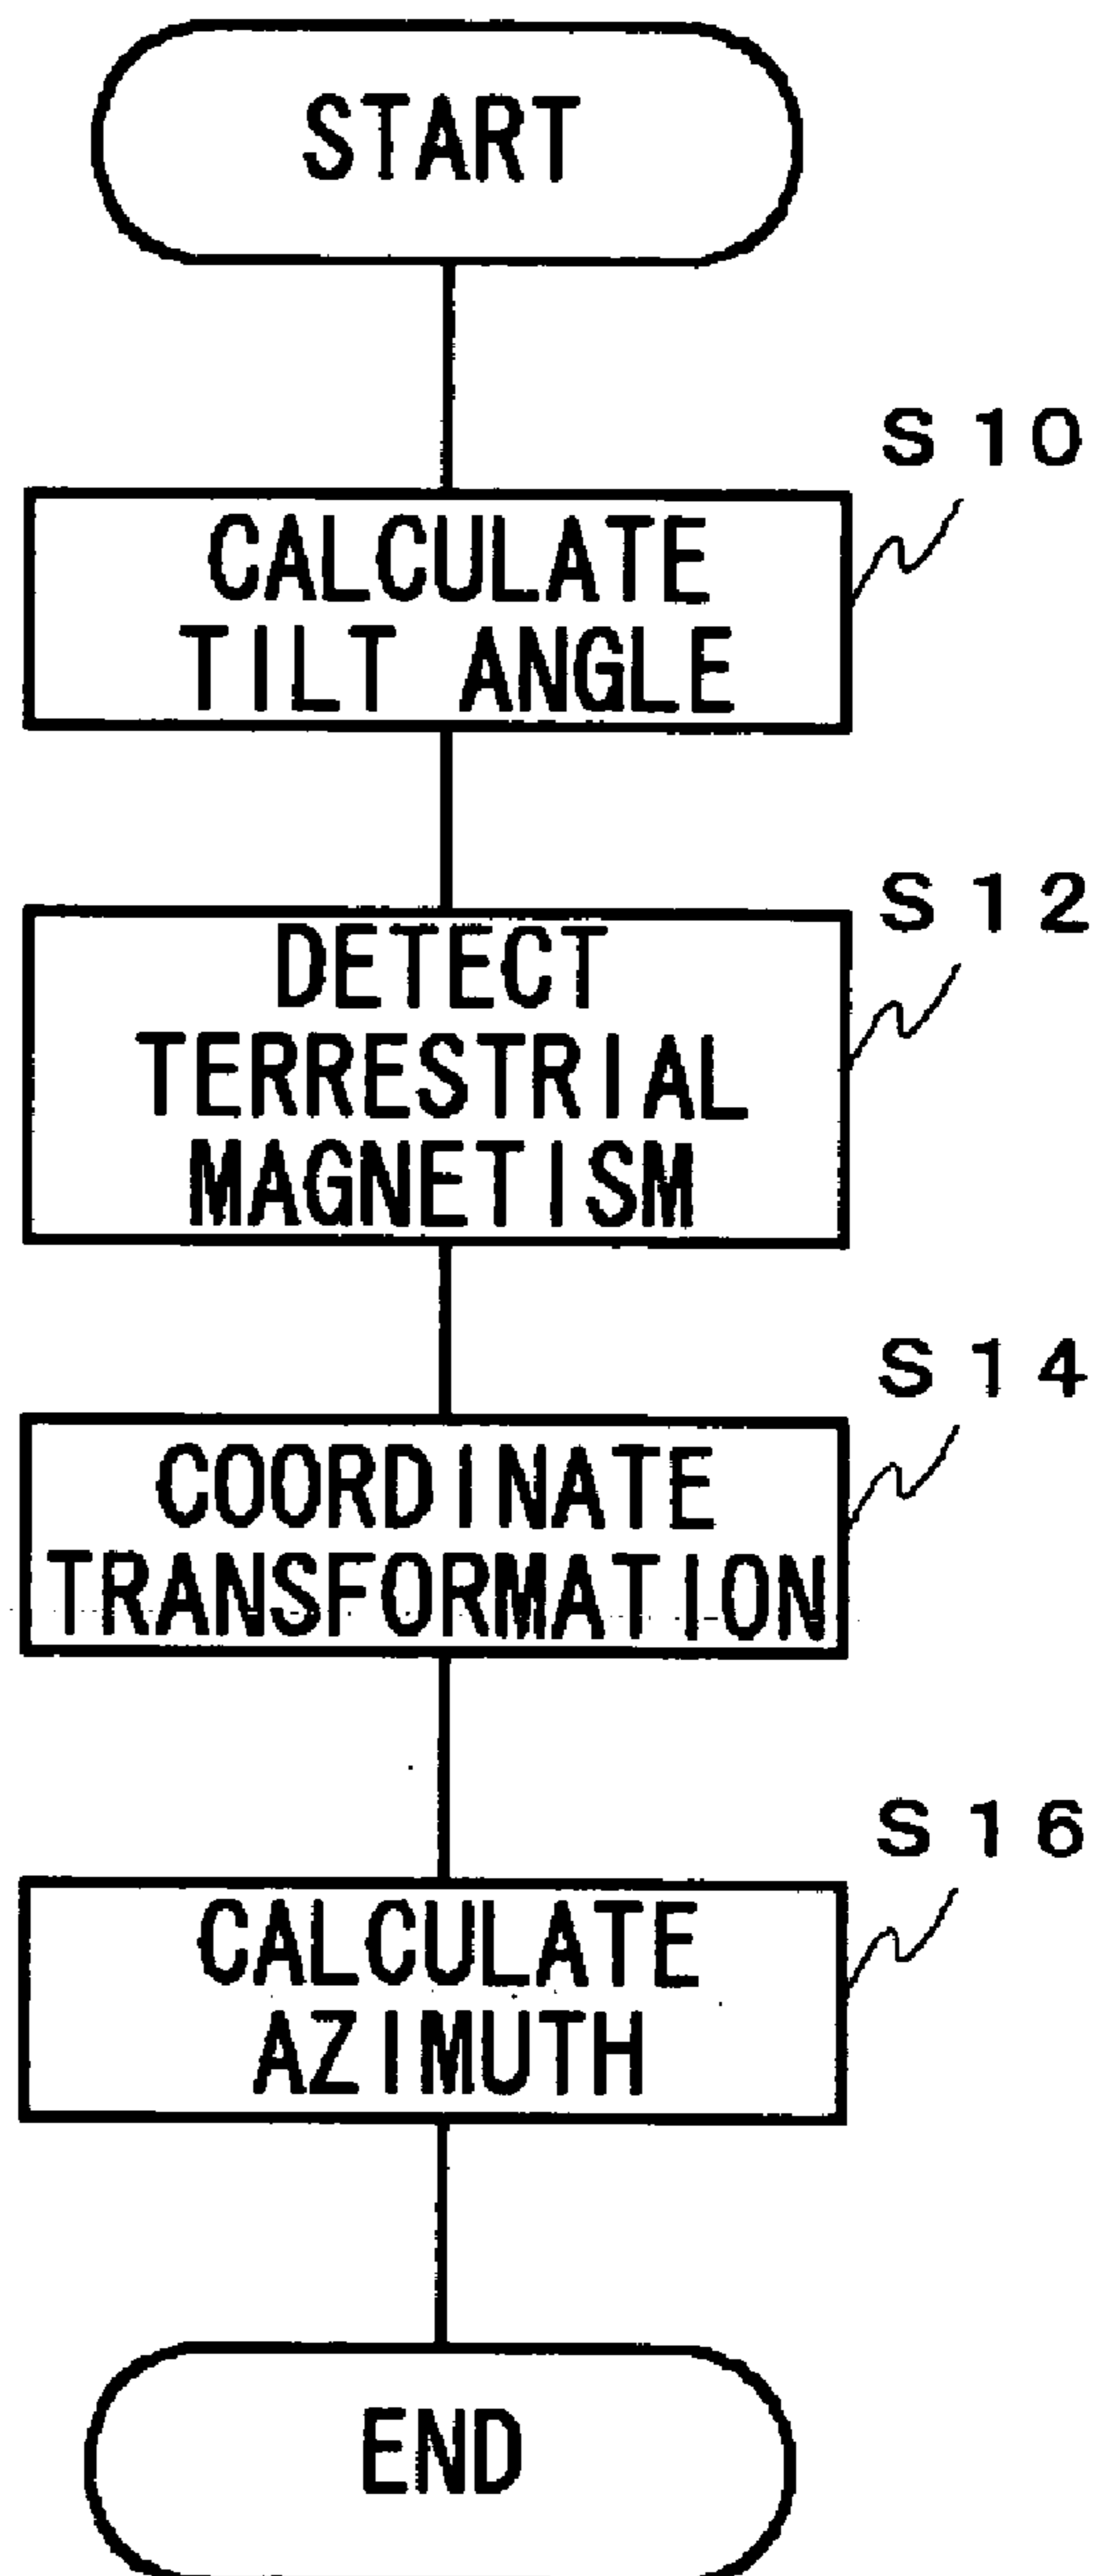 START
S10
CALCULATE
TILT ANGLE
S12
DETECT
TERRESTRIAL
MAGNETISM
S14
COORDINATE
TRANSFORMATION
S16
CALCULATE
AZIMUTH
END